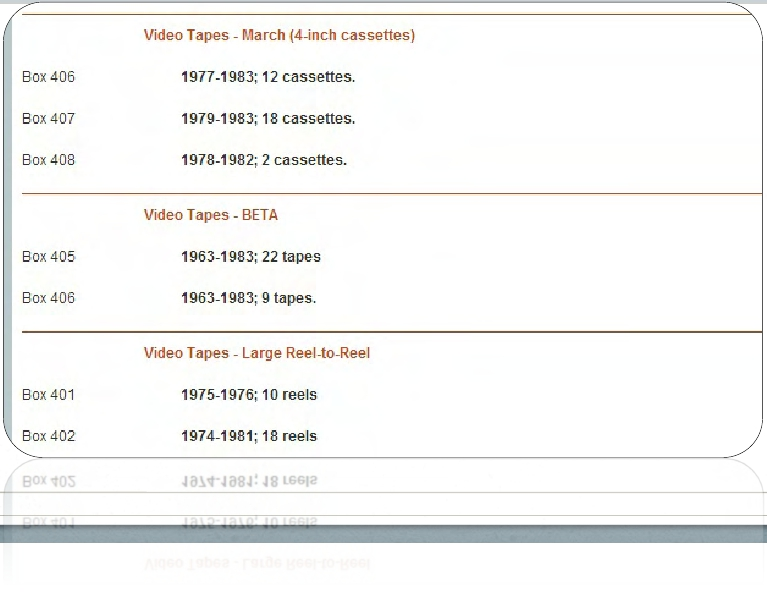 Video Tapes - March (4-inch cassettes)
Box 406 1977-1983; 12 cassettes.
Box 407 1979-1983; 18 cassettes.
Box 408 1978-1982; 2 cassettes.
Video Tapes - BETA
Box 405 1963-1983; 22 tapes
Box 406 1963-1983; 9 tapes.
Video Tapes - Large Reel-to-Reel
Box 401 1975-1976; 10 reels
Box 402 1974-1981; 18 reels